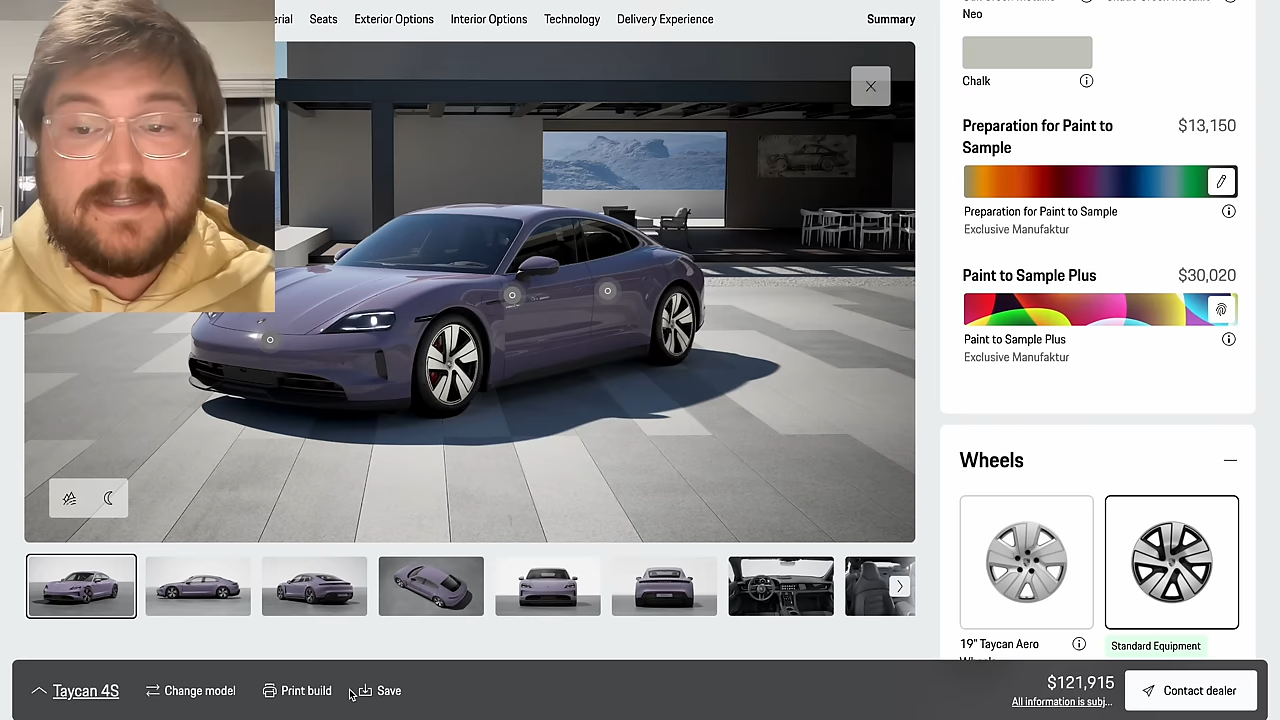 erial
Seats
Exterior Options
Interior Options
Technology
Delivery Experience
Summary
Neo
Chalk
Preparation for Paint to
Sample
$13,150
Preparation for Paint to Sample
Exclusive Manufaktur
Paint to Sample Plus
$30,020
Paint to Sample Plus
Exclusive Manufaktur
Wheels
19" Taycan Aero
Standard Equipment
Taycan 4S
Change model
Print build
Save
$121,915
All information is subj...
Contact dealer